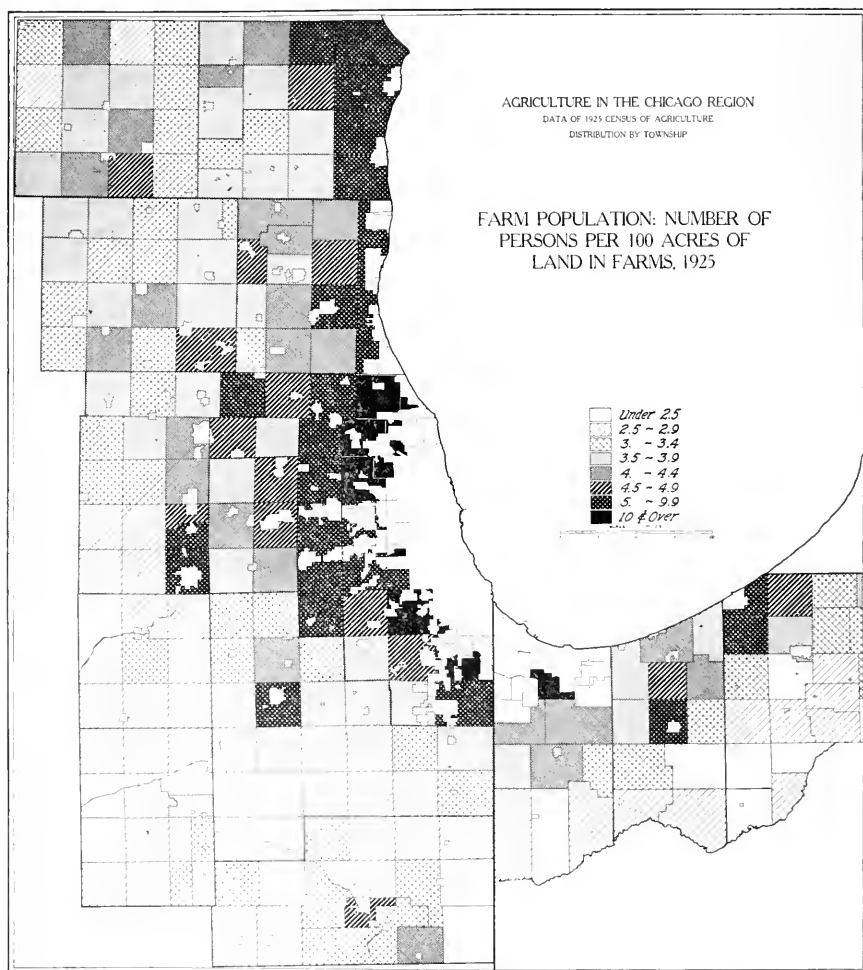 AGRICULTURE IN THE CHICAGO REGION
DATA OF 1925 CENSUS OF AGRICULTURE
DISTRIBUTION BY TOWNSHIP
FARM POPULATION: NUMBER OF
PERSONS PER 100 ACRES OF
LAND IN FARMS, 1925
Under 2.5
2.5 - 2.9
3. - 3.4
3.5 - 3.9
4. - 4.4
4.5 - 4.9
5. - 9.9
10 & Over